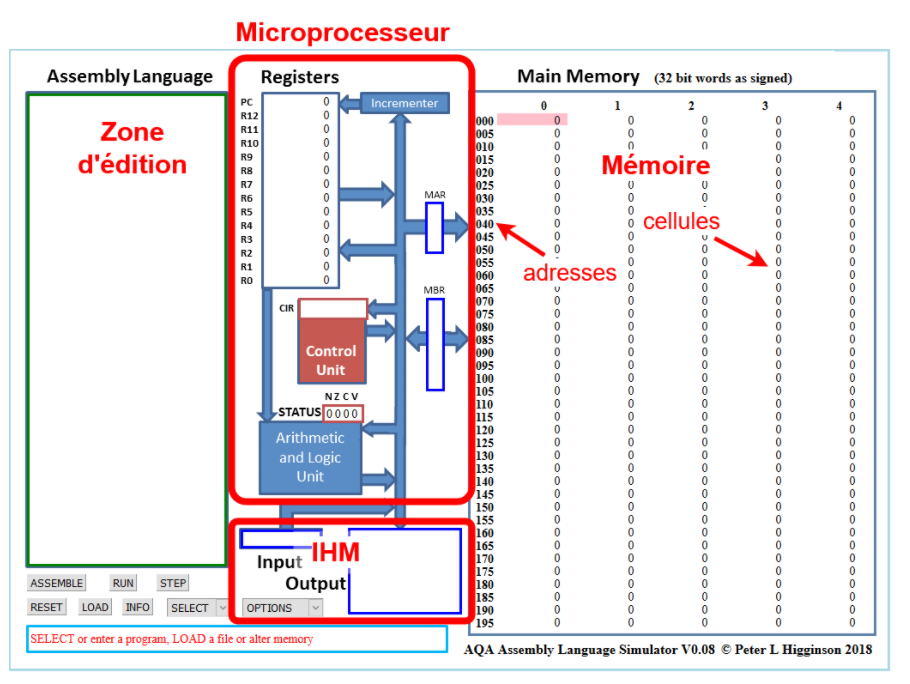 Microprocesseur
Assembly Language
Registers
Main Memory (32 bit words as signed)
Zone
d'édition
PC 0
R12 0
R11 0
R10 0
R9 0
R8 0
R7 0
R6 0
R5 0
R4 0
R3 0
R2 0
R1 0
R0 0
Incrementer
MAR
MBR
CIR
Control
Unit
N Z C V
STATUS 0 0 0 0
Arithmetic
and Logic
Unit
IHM
Input
Output
0 1 2 3 4
000 0 0 0 0 0
005 0 0 0 0 0
010 0 0 0 0
015 0 0 0
020 0 0 0
025 0 0 0 0 0
030 0 0 0 0 0
035 0 0 0 0
040 0 0 0 0
045 0 0 0 0
050 0 0 0 0 0
055 0 0 0 0
060 0 0 0
065 0 0 0 0 0
070 0 0 0 0 0
075 0 0 0 0 0
080 0 0 0 0 0
085 0 0 0 0 0
090 0 0 0 0 0
095 0 0 0 0 0
100 0 0 0 0 0
105 0 0 0 0 0
110 0 0 0 0 0
115 0 0 0 0 0
120 0 0 0 0 0
125 0 0 0 0 0
130 0 0 0 0 0
135 0 0 0 0 0
140 0 0 0 0 0
145 0 0 0 0 0
150 0 0 0 0 0
155 0 0 0 0 0
160 0 0 0 0 0
165 0 0 0 0 0
170 0 0 0 0 0
175 0 0 0 0 0
180 0 0 0 0 0
185 0 0 0 0 0
190 0 0 0 0 0
195 0 0 0 0 0
Mémoire
cellules
adresses
ASSEMBLE RUN STEP
RESET LOAD INFO SELECT OPTIONS
SELECT or enter a program, LOAD a file or alter memory
AQA Assembly Language Simulator V0.08 © Peter L Higginson 2018